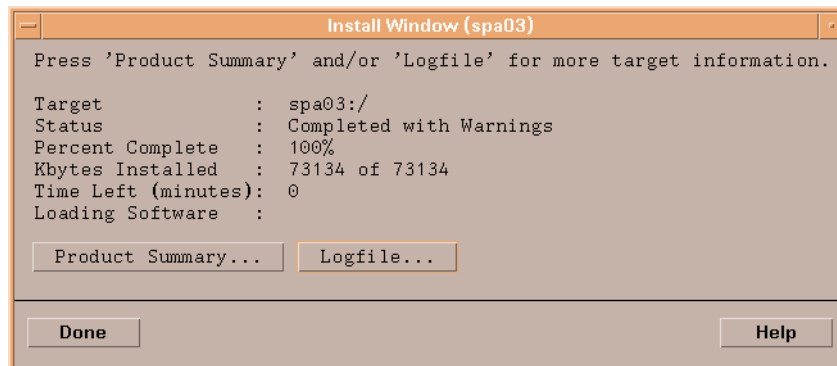 Install Window (spa03)
Press 'Product Summary' and/or 'Logfile' for more target information.
Target : spa03:/
Status : Completed with Warnings
Percent Complete : 100%
Kbytes Installed : 73134 of 73134
Time Left (minutes): 0
Loading Software :
Product Summary... Logfile...
Done Help